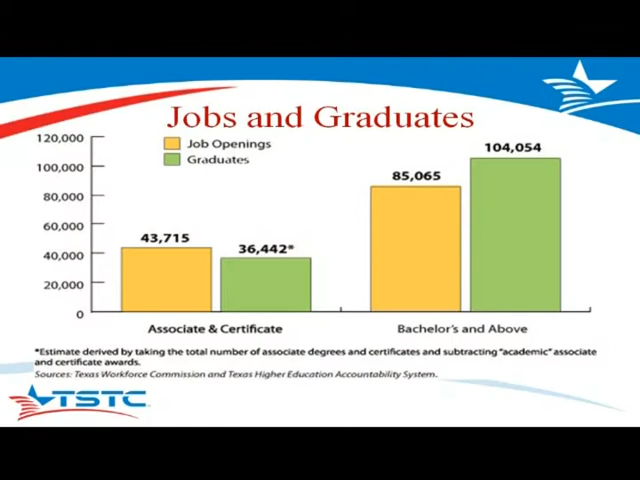 Jobs and Graduates
120,000
100,000
80,000
60,000
40,000
20,000
0
Job Openings
Graduates
43,715
36,442*
85,065
104,054
Associate & Certificate
Bachelor's and Above
*Estimate derived by taking the total number of associate degrees and certificates and subtracting "academic" associate
and certificate awards.
Sources: Texas Workforce Commission and Texas Higher Education Accountability System.
TSTC